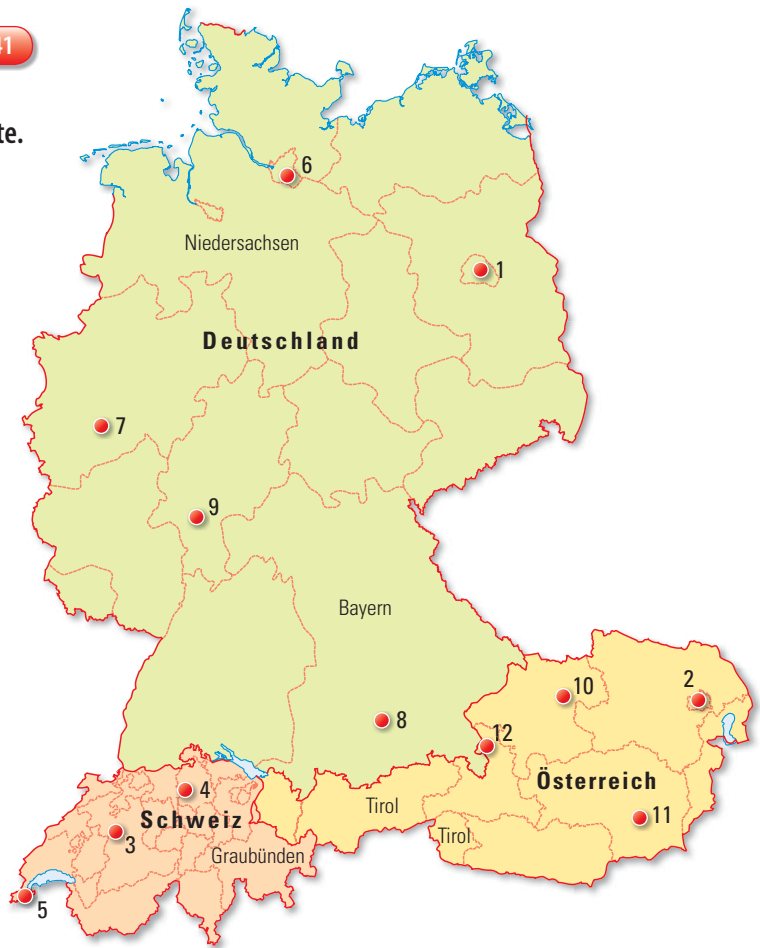 41
te.
6
Niedersachsen
1
Deutschland
7
9
Bayern
8
10
2
12
4
Schweiz
3
Graubünden
5
Tirol
Tirol
Österreich
11